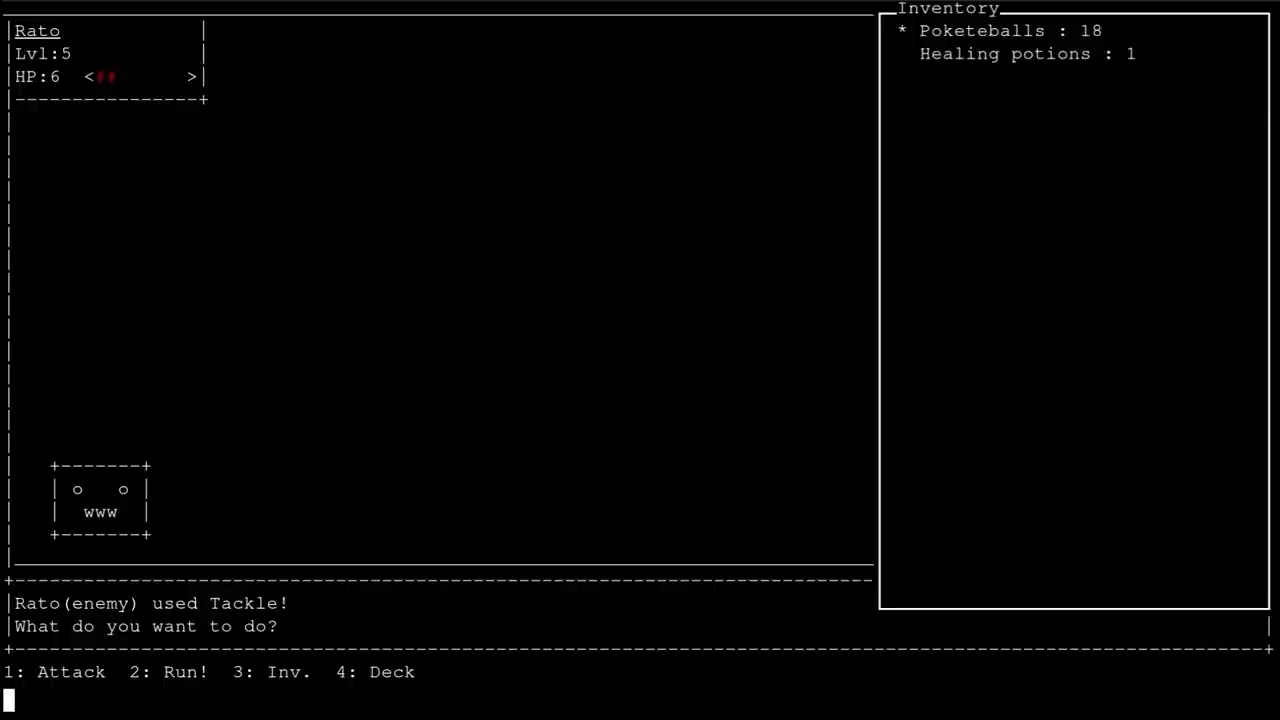 Rato
Lvl:5
HP:6 <## >
Inventory
* Poketeballs : 18
Healing potions : 1
o o
www
Rato(enemy) used Tackle!
What do you want to do?
1: Attack 2: Run! 3: Inv. 4: Deck